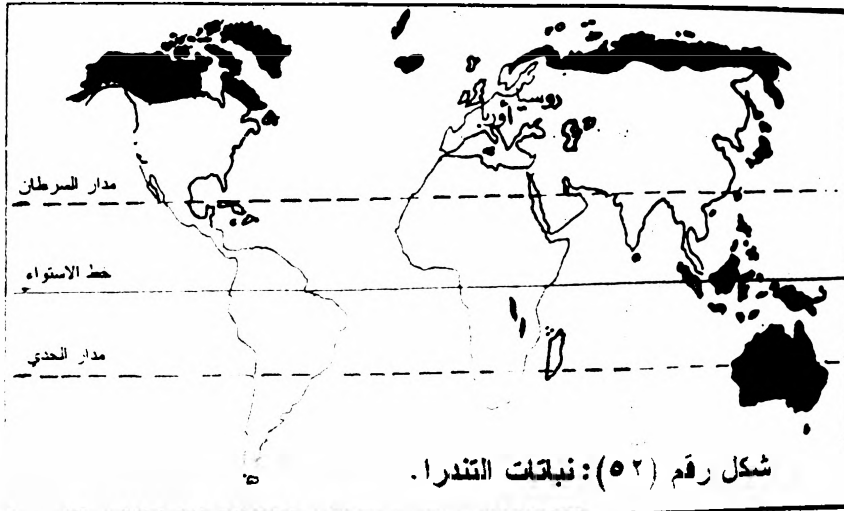 روسيا
أوربا
مدار السرطان
خط الاستواء
مدار الجدي
شكل رقم (٥٢): نباتات التندرا.